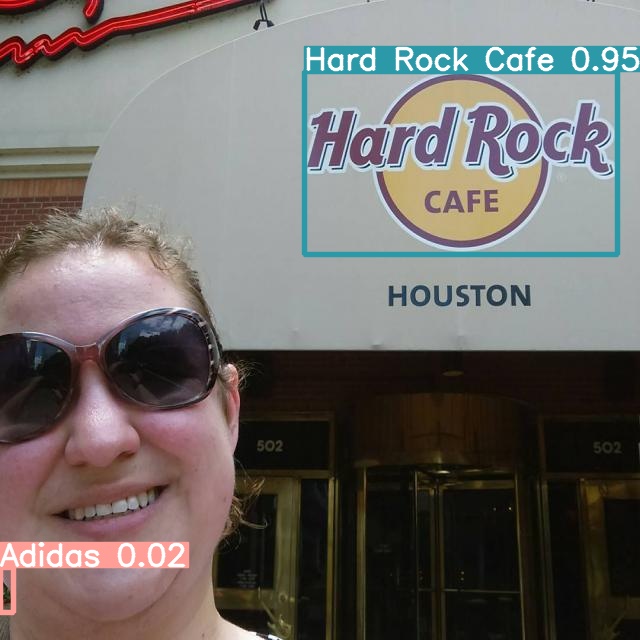 Hard Rock Cafe 0.95
Hard Rock
CAFE
HOUSTON
502
502
Adidas 0.02